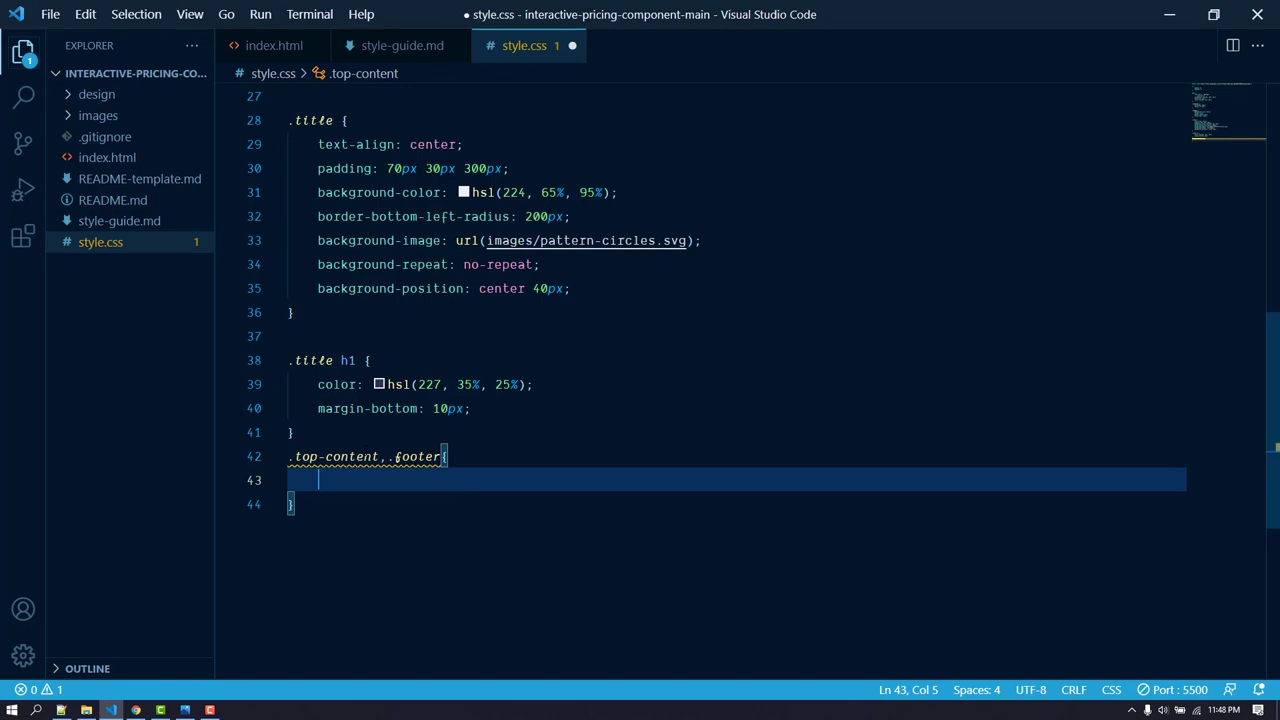 File Edit Selection View Go Run Terminal Help
● style.css - interactive-pricing-component-main - Visual Studio Code
EXPLORER
index.html style-guide.md style.css 1
INTERACTIVE-PRICING-CO...
style.css > .top-content
design
images
.gitignore
index.html
README-template.md
README.md
style-guide.md
style.css 1
27
28 .title {
29 text-align: center;
30 padding: 70px 30px 300px;
31 background-color: hsl(224, 65%, 95%);
32 border-bottom-left-radius: 200px;
33 background-image: url(images/pattern-circles.svg);
34 background-repeat: no-repeat;
35 background-position: center 40px;
36 }
37
38 .title h1 {
39 color: hsl(227, 35%, 25%);
40 margin-bottom: 10px;
41 }
42 .top-content,.footer{
43
44 }
1
OUTLINE
0 1 Ln 43, Col 5 Spaces: 4 UTF-8 CRLF CSS Port : 5500
11:48 PM